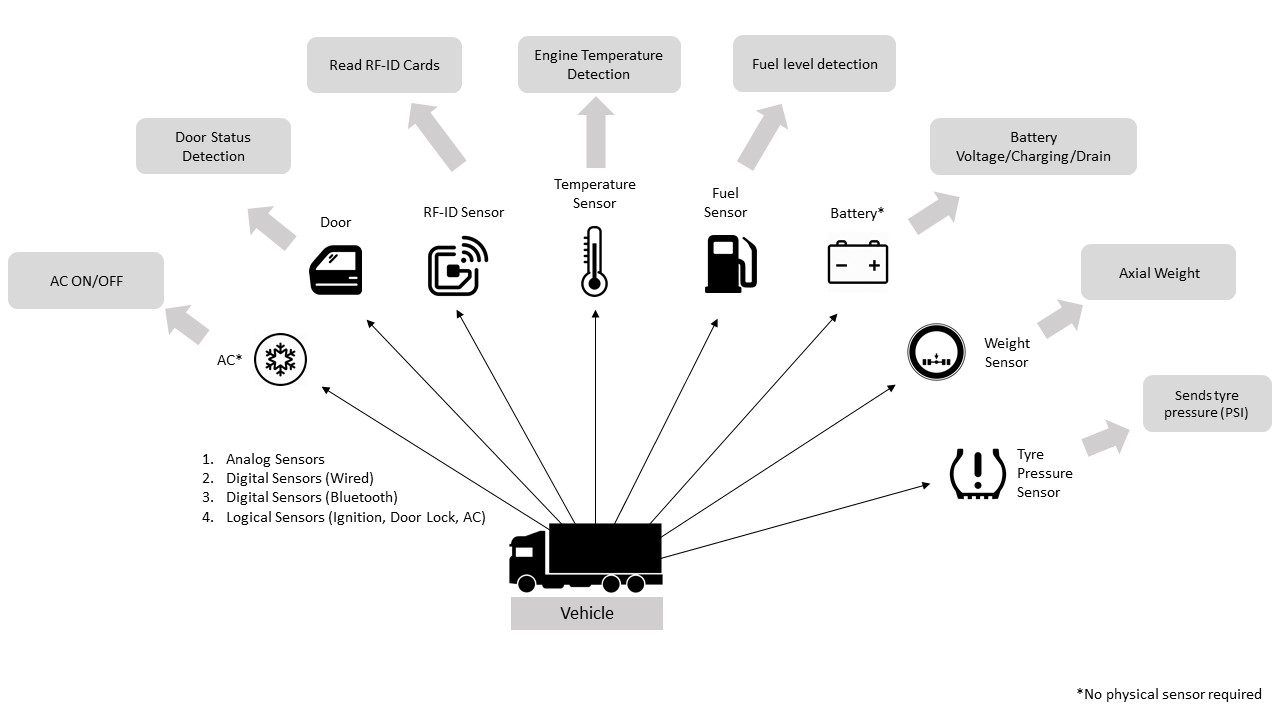 Read RF-ID Cards
Engine Temperature
Detection
Fuel level detection
Door Status
Detection
Battery
Voltage/Charging/Drain
Temperature
Sensor
Fuel
Sensor
Door
RF-ID Sensor
Battery*
AC ON/OFF
Axial Weight
AC*
Weight
Sensor
Sends tyre
pressure (PSI)
Tyre
Pressure
Sensor
1. Analog Sensors
2. Digital Sensors (Wired)
3. Digital Sensors (Bluetooth)
4. Logical Sensors (Ignition, Door Lock, AC)
Vehicle
*No physical sensor required